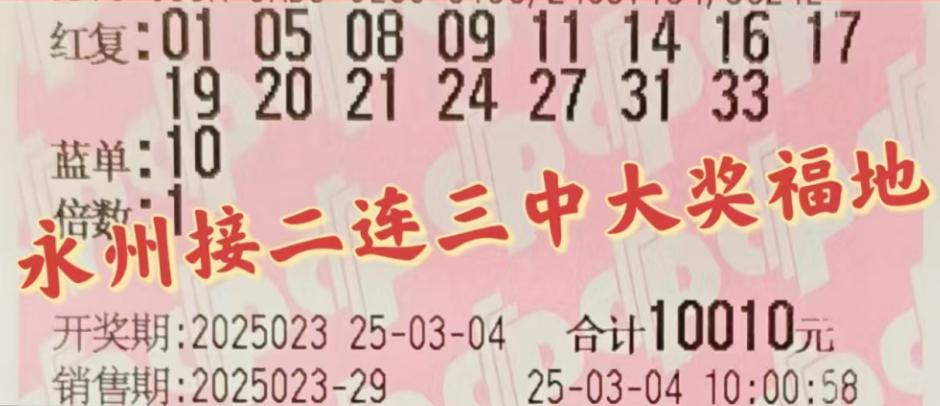 红复:01 05 08 09 11 14 16 17
19 20 21 24 27 31 33
蓝单:10
倍数:1
永州接二连三中大奖福地
开奖期:2025023 25-03-04 合计10010元
销售期:2025023-29 25-03-04 10:00:58